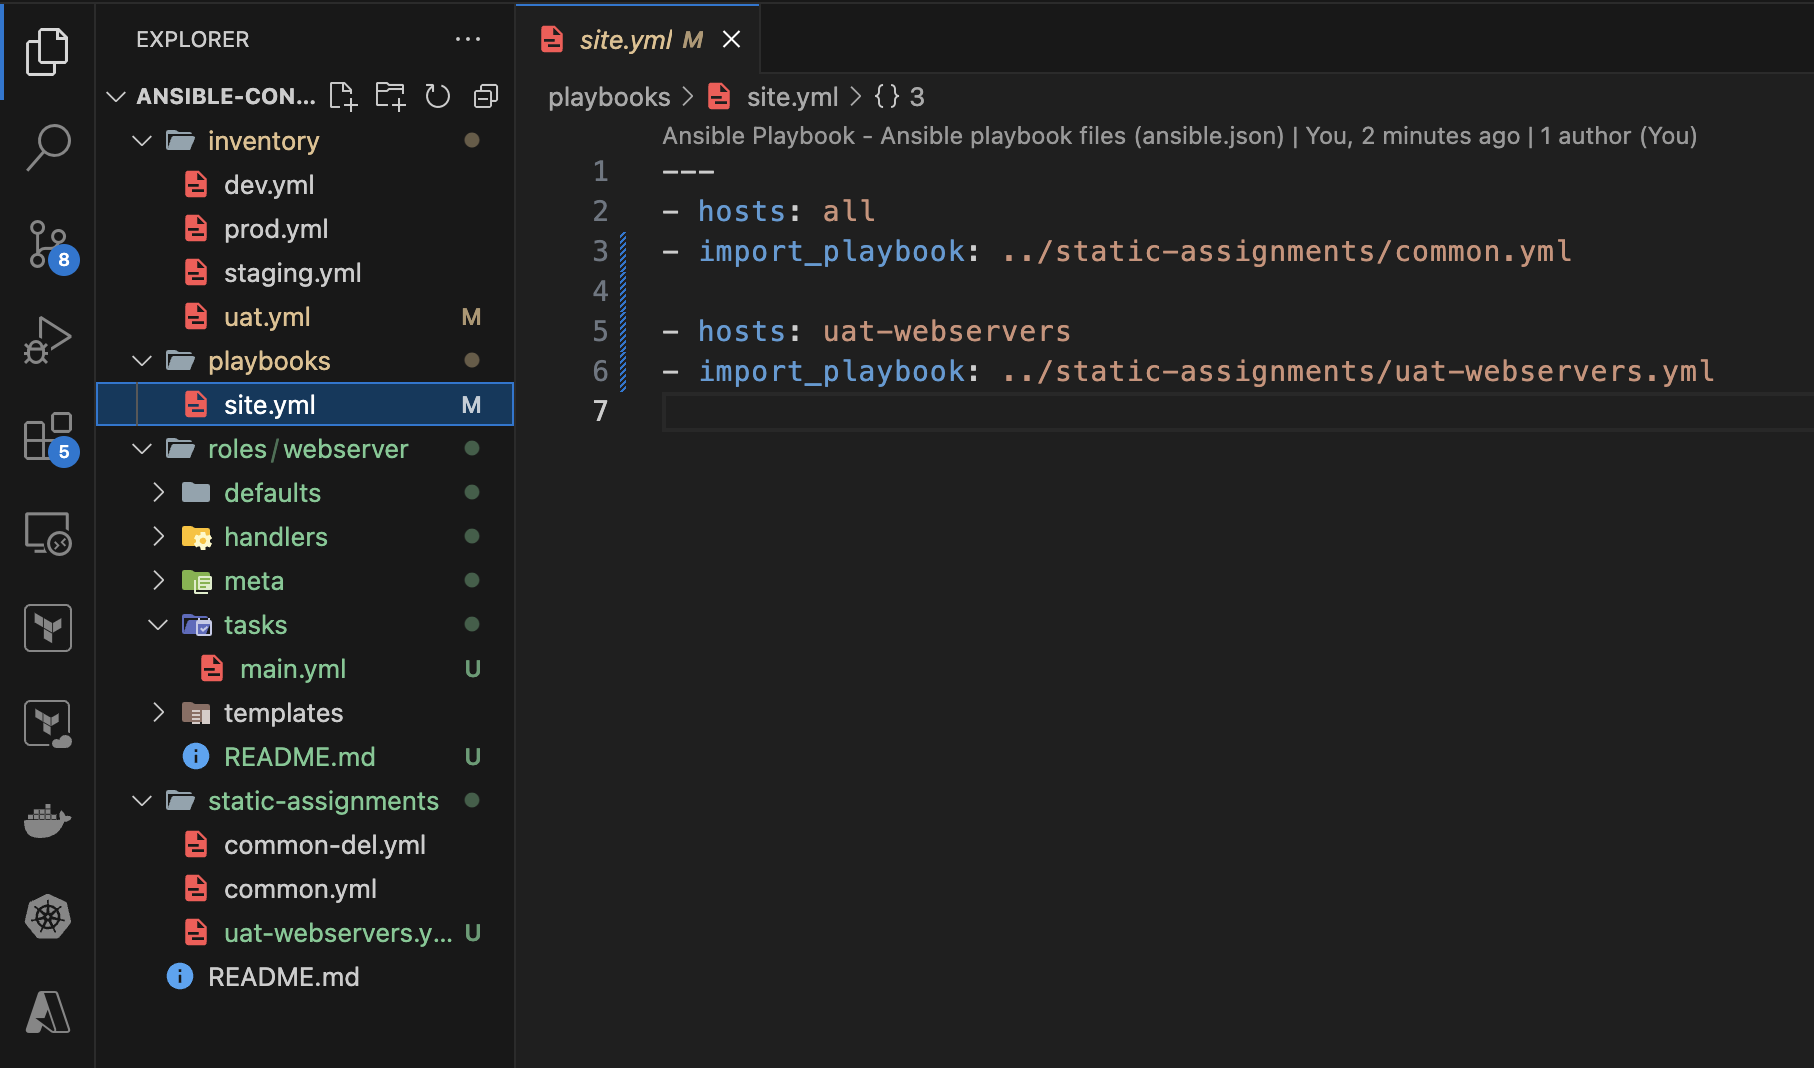 EXPLORER
ANSIBLE-CON...
inventory
dev.yml
prod.yml
staging.yml
uat.yml M
playbooks
site.yml M
roles/webserver
defaults
handlers
meta
tasks
main.yml U
templates
README.md U
static-assignments
common-del.yml
common.yml
uat-webservers.y... U
README.md
8
5
site.yml M
playbooks > site.yml > {} 3
Ansible Playbook - Ansible playbook files (ansible.json) | You, 2 minutes ago | 1 author (You)
1 ---
2 - hosts: all
3 - import_playbook: ../static-assignments/common.yml
4
5 - hosts: uat-webservers
6 - import_playbook: ../static-assignments/uat-webservers.yml
7